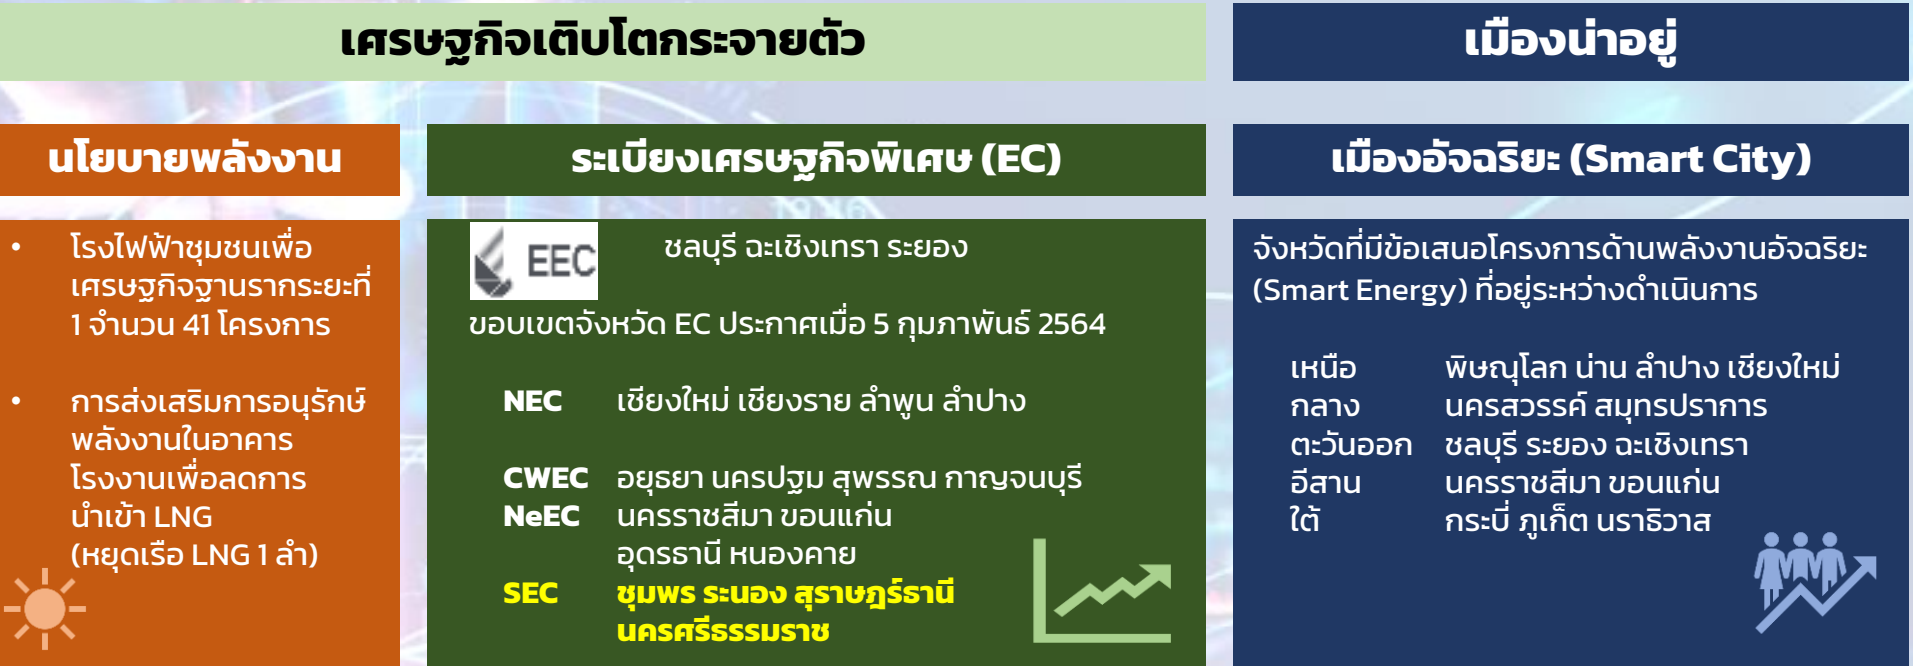 เศรษฐกิจเติบโตกระจายตัว
เมืองน่าอยู่
นโยบายพลังงาน
• โรงไฟฟ้าชุมชนเพื่อ
เศรษฐกิจฐานรากระยะที่
1 จำนวน 41 โครงการ
• การส่งเสริมการอนุรักษ์
พลังงานในอาคาร
โรงงานเพื่อลดการ
นำเข้า LNG
(หยุดเรือ LNG 1 ลำ)
ระเบียงเศรษฐกิจพิเศษ (EC)
EEC ชลบุรี ฉะเชิงเทรา ระยอง
ขอบเขตจังหวัด EC ประกาศเมื่อ 5 กุมภาพันธ์ 2564
NEC เชียงใหม่ เชียงราย ลำพูน ลำปาง
CWEC อยุธยา นครปฐม สุพรรณ กาญจนบุรี
NeEC นครราชสีมา ขอนแก่น
อุดรธานี หนองคาย
SEC ชุมพร ระนอง สุราษฎร์ธานี
นครศรีธรรมราช
เมืองอัจฉริยะ (Smart City)
จังหวัดที่มีข้อเสนอโครงการด้านพลังงานอัจฉริยะ
(Smart Energy) ที่อยู่ระหว่างดำเนินการ
เหนือ พิษณุโลก น่าน ลำปาง เชียงใหม่
กลาง นครสวรรค์ สมุทรปราการ
ตะวันออก ชลบุรี ระยอง ฉะเชิงเทรา
อีสาน นครราชสีมา ขอนแก่น
ใต้ กระบี่ ภูเก็ต นราธิวาส